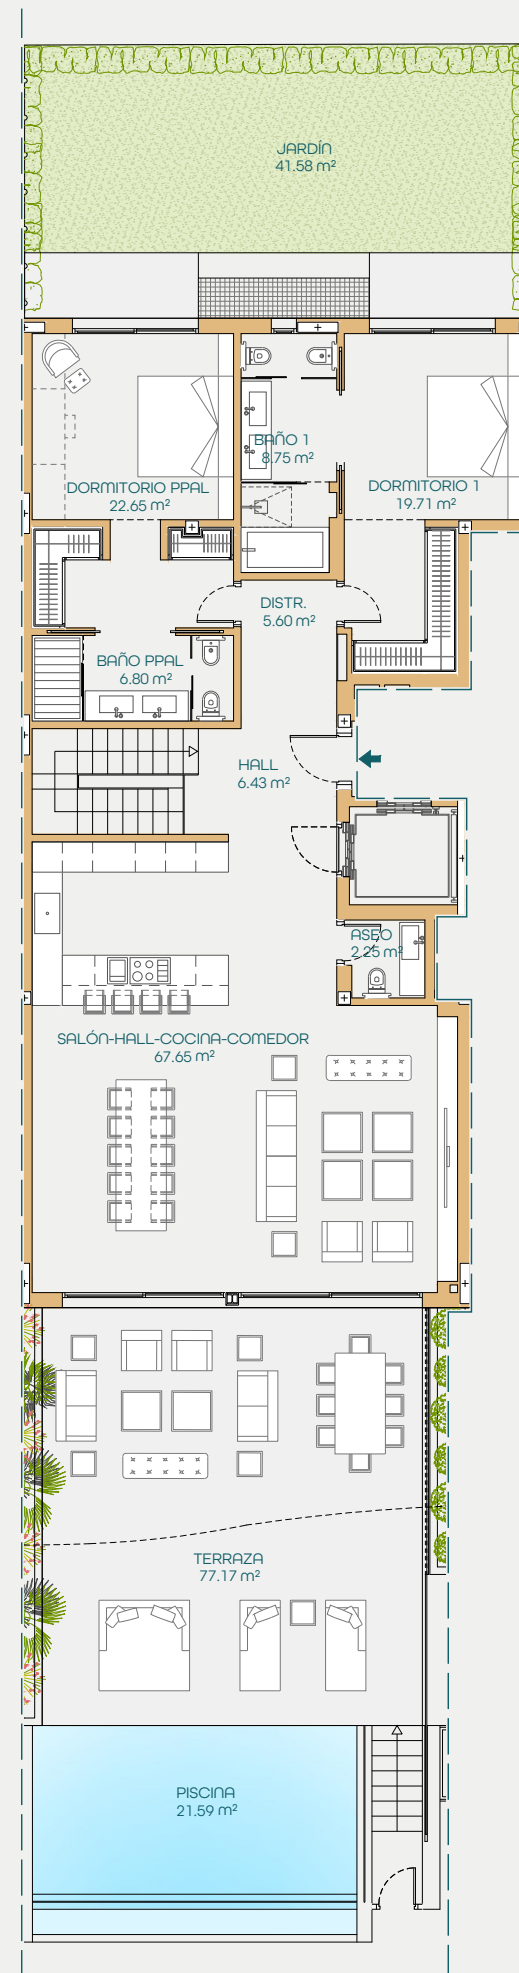 JARDÍN
41.58 m²
BAÑO 1
8.75 m²
DORMITORIO PPAL
22.65 m²
DORMITORIO 1
19.71 m²
DISTR.
5.60 m²
BAÑO PPAL
6.80 m²
HALL
6.43 m²
ASEO
2.25 m²
SALÓN-HALL-COCINA-COMEDOR
67.65 m²
TERRAZA
77.17 m²
PISCINA
21.59 m²